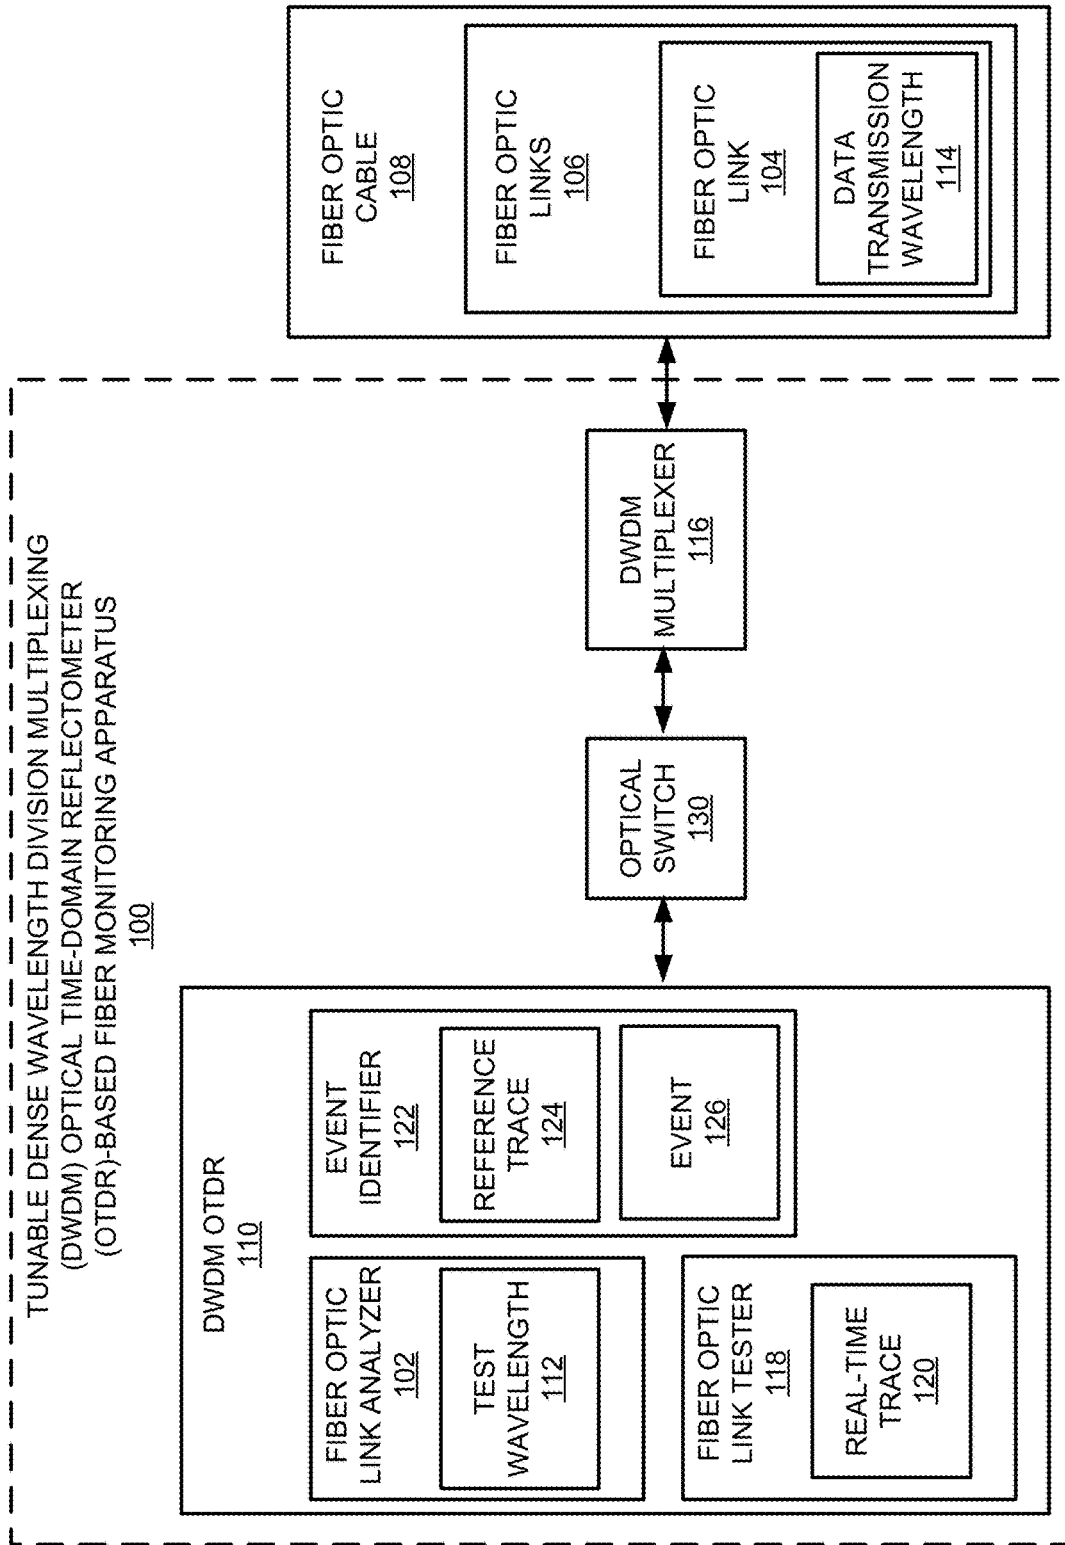 TUNABLE DENSE WAVELENGTH DIVISION MULTIPLEXING
(DWDM) OPTICAL TIME-DOMAIN REFLECTOMETER
(OTDR)-BASED FIBER MONITORING APPARATUS
100
DWDM OTDR
110
FIBER OPTIC
LINK ANALYZER
102
TEST
WAVELENGTH
112
FIBER OPTIC
LINK TESTER
118
REAL-TIME
TRACE
120
EVENT
IDENTIFIER
122
REFERENCE
TRACE
124
EVENT
126
OPTICAL
SWITCH
130
DWDM
MULTIPLEXER
116
FIBER OPTIC
CABLE
108
FIBER OPTIC
LINKS
106
FIBER OPTIC
LINK
104
DATA
TRANSMISSION
WAVELENGTH
114